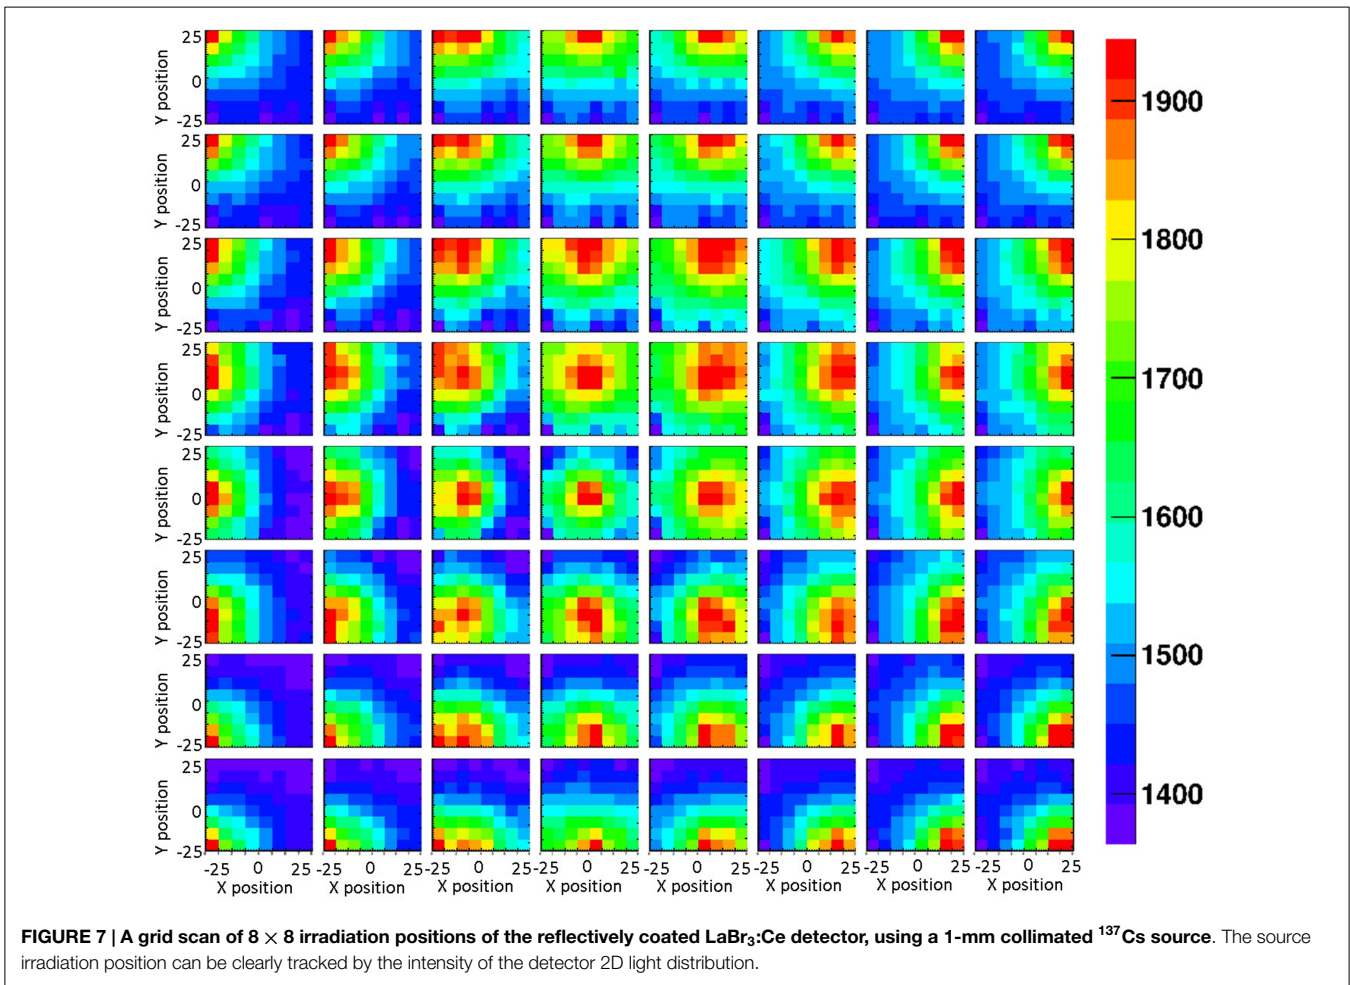 25
0
-25
Y position
25
0
-25
Y position
25
0
-25
Y position
25
0
-25
Y position
25
0
-25
Y position
25
0
-25
Y position
25
0
-25
Y position
25
0
-25
Y position
-25 0 25 -25 0 25 -25 0 25 -25 0 25 -25 0 25 -25 0 25 -25 0 25 -25 0 25
X position X position X position X position X position X position X position X position
1900
1800
1700
1600
1500
1400
FIGURE 7 | A grid scan of 8 × 8 irradiation positions of the reflectively coated LaBr₃:Ce detector, using a 1-mm collimated ¹³⁷Cs source. The source
irradiation position can be clearly tracked by the intensity of the detector 2D light distribution.